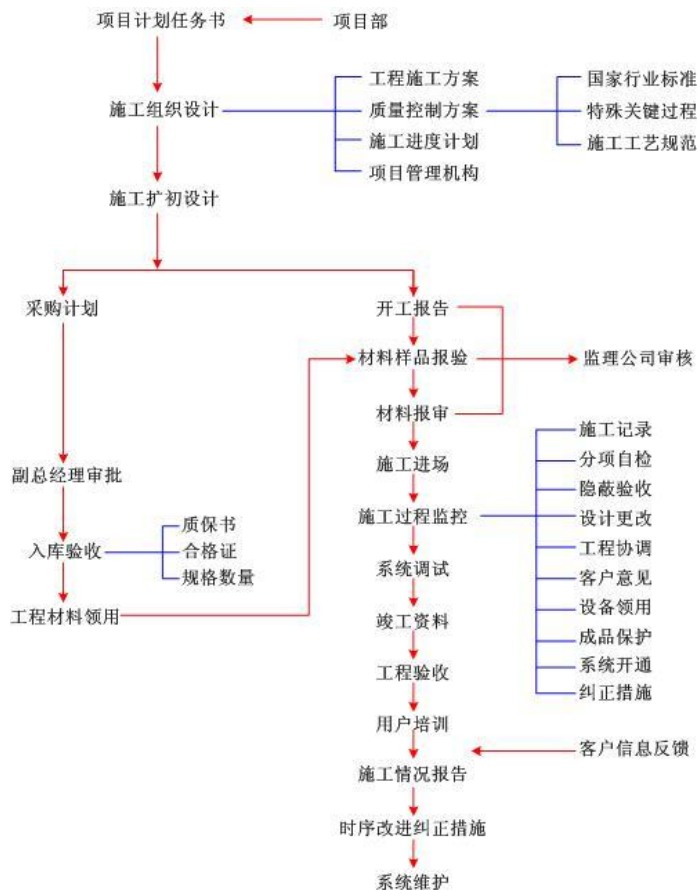 项目计划任务书
项目部
工程施工方案
国家行业标准
施工组织设计
质量控制方案
特殊关键过程
施工进度计划
施工工艺规范
项目管理机构
施工扩初设计
采购计划
开工报告
材料样品报验
监理公司审核
材料报审
施工记录
施工进场
分项自检
副总经理审批
隐蔽验收
施工过程监控
设计更改
质保书
入库验收
合格证
工程协调
系统调试
客户意见
规格数量
设备领用
工程材料领用
竣工资料
成品保护
系统开通
工程验收
纠正措施
用户培训
客户信息反馈
施工情况报告
时序改进纠正措施
系统维护